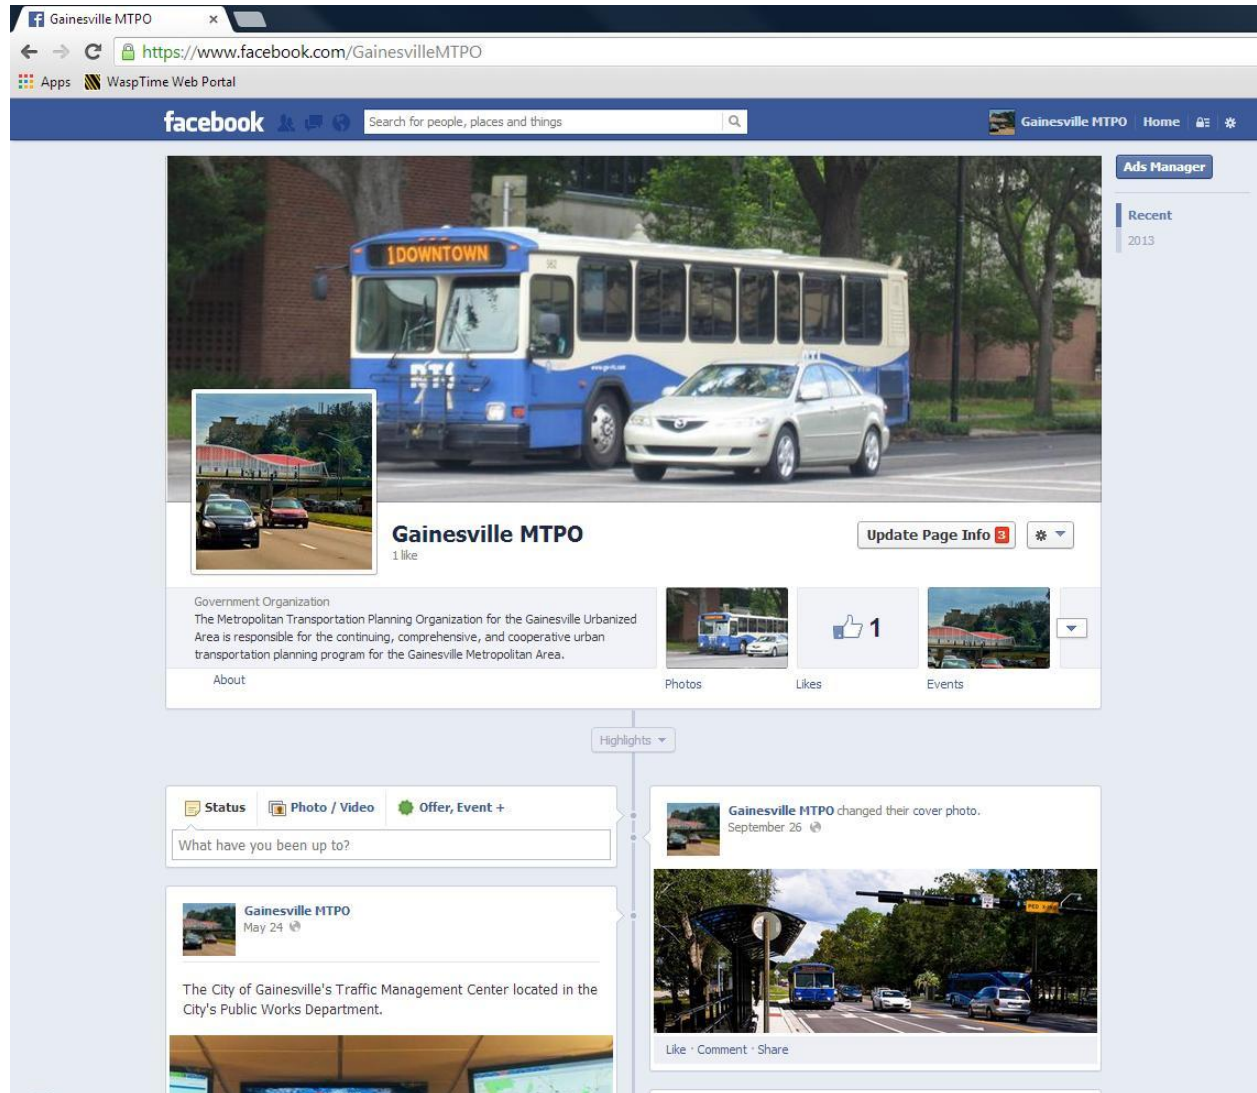 Gainesville MTPO
https://www.facebook.com/GainesvilleMTPO
Apps WaspTime Web Portal
facebook Search for people, places and things Gainesville MTPO Home
Ads Manager
Recent
2013
1 DOWNTOWN
982
RTS
Gainesville MTPO
1 like
Update Page Info 3
Government Organization
The Metropolitan Transportation Planning Organization for the Gainesville Urbanized
Area is responsible for the continuing, comprehensive, and cooperative urban
transportation planning program for the Gainesville Metropolitan Area.
About
1
Photos Likes Events
Highlights
Status Photo / Video Offer, Event +
What have you been up to?
Gainesville MTPO
May 24
The City of Gainesville's Traffic Management Center located in the
City's Public Works Department.
Gainesville MTPO changed their cover photo.
September 26
Like · Comment · Share